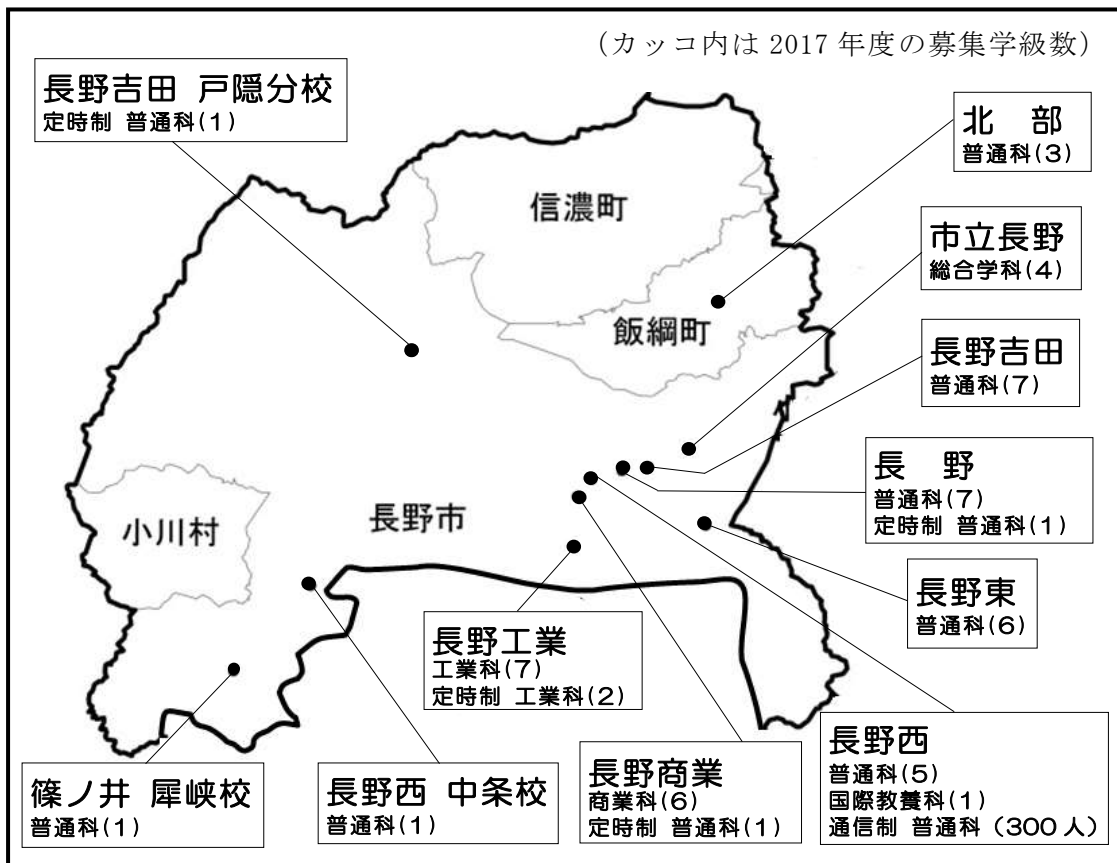 （カッコ内は 2017 年度の募集学級数）
長野吉田 戸隠分校
定時制 普通科(1)
北 部
普通科(3)
信濃町
市立長野
総合学科(4)
飯綱町
長野吉田
普通科(7)
長 野
普通科(7)
定時制 普通科(1)
小川村
長野市
長野東
普通科(6)
長野工業
工業科(7)
定時制 工業科(2)
長野西
普通科(5)
国際教養科(1)
通信制 普通科（300 人）
長野商業
商業科(6)
定時制 普通科(1)
長野西 中条校
普通科(1)
篠ノ井 犀峡校
普通科(1)